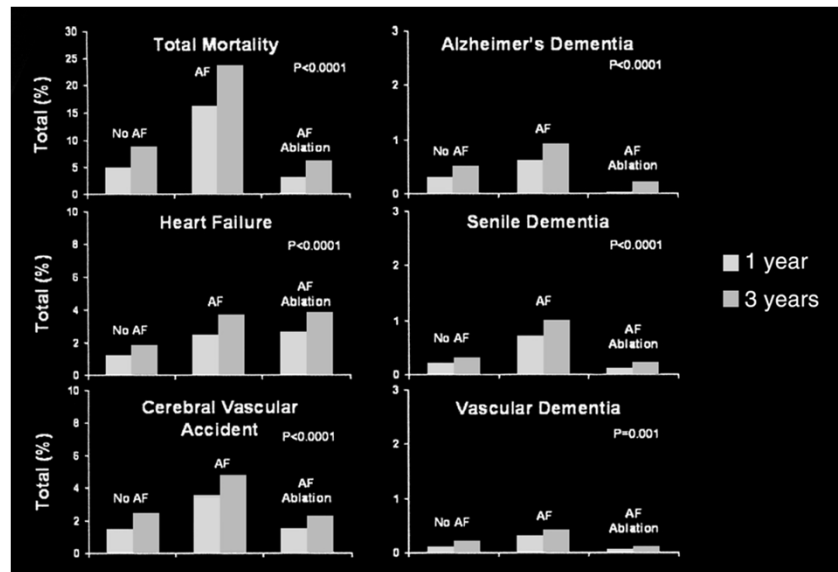 Total Mortality
30
25
20
15
10
5
0
Total (%)
No AF
AF
AF
Ablation
P<0.0001
Alzheimer's Dementia
3
2
1
0
No AF
AF
AF
Ablation
P<0.0001
Heart Failure
10
8
6
4
2
0
Total (%)
No AF
AF
AF
Ablation
P<0.0001
Senile Dementia
3
2
1
0
No AF
AF
AF
Ablation
P<0.0001
1 year
3 years
Cerebral Vascular
Accident
10
8
6
4
2
0
Total (%)
No AF
AF
AF
Ablation
P<0.0001
Vascular Dementia
3
2
1
0
No AF
AF
AF
Ablation
P=0.001